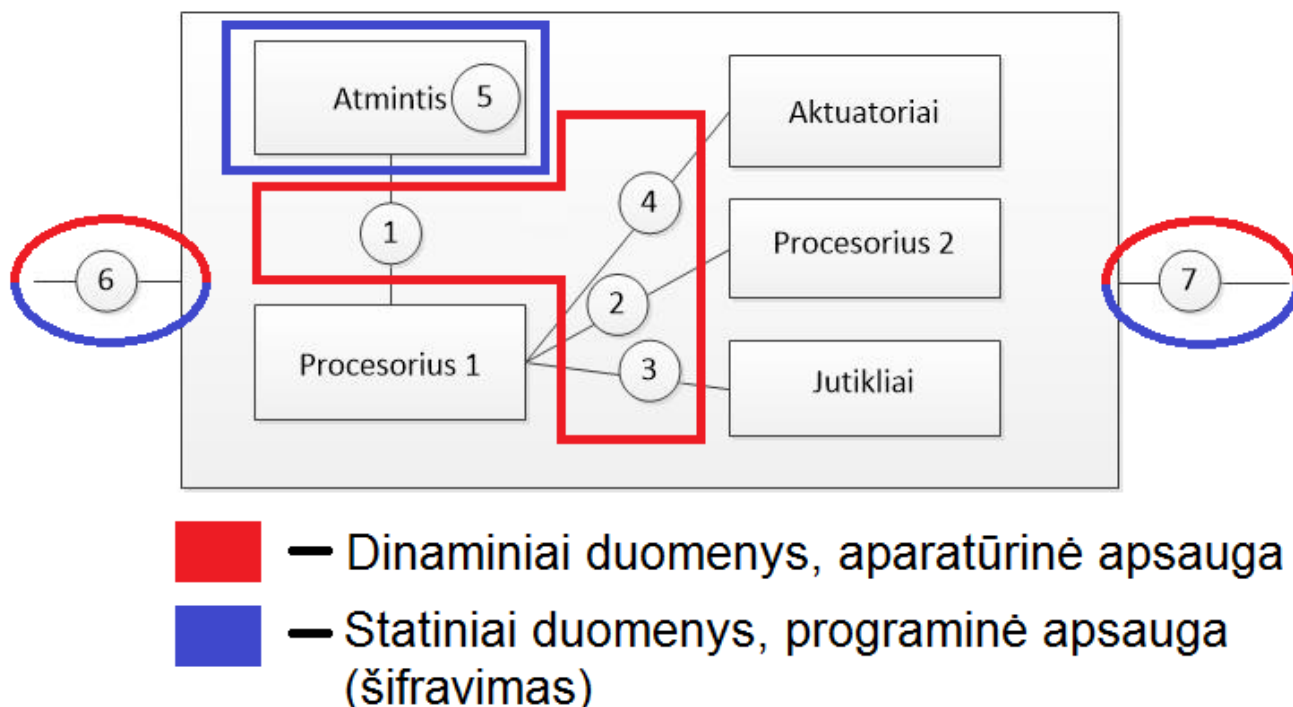 Atmintis 5
Aktuatoriai
4
1
Procesorius 2
6
7
2
Procesorius 1
3
Jutikliai
– Dinaminiai duomenys, aparatūrinė apsauga
– Statiniai duomenys, programinė apsauga
(šifravimas)